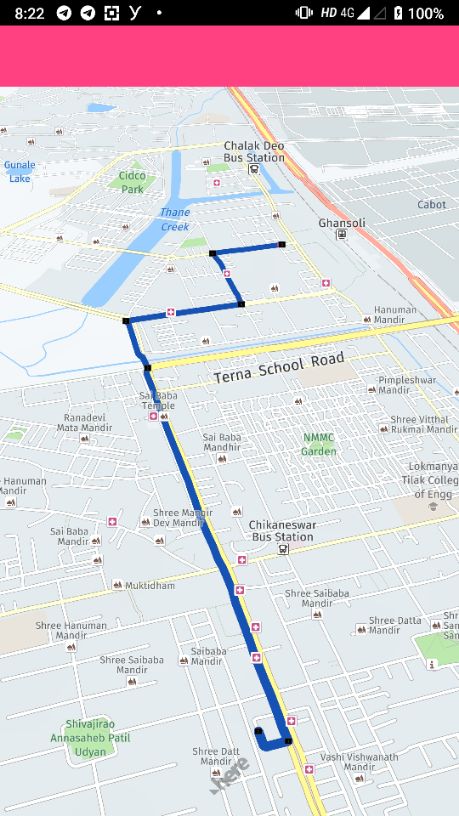 8:22
HD 4G
100%
Chalak Deo
Bus Station
Gunale
Lake
Cidco
Park
Cabot
Thane
Creek
Ghansoli
Hanuman
Mandir
Terna School Road
Pimpleshwar
Mandir
Sai Baba
Temple
Ranadevi
Mata Mandir
Sai Baba
Mandhir
NMMC
Garden
Shree Vitthal
Rukmai Mandir
Lokmanya
Tilak Colleg
of Engg
e Hanuman
Mandir
Shree Mandir
Dev Mandir
Sai Baba
Mandir
Chikaneswar
Bus Station
Muktidham
Shree Saibaba
Mandir
Shree Hanuman
Mandir
Shree Datta
Mandir
Saibaba
Mandir
Shree Saibaba
Mandir
Shivajirao
Annasaheb Patil
Udyan
Shree Datt
Mandir
here
Vashi Vishwanath
Mandir